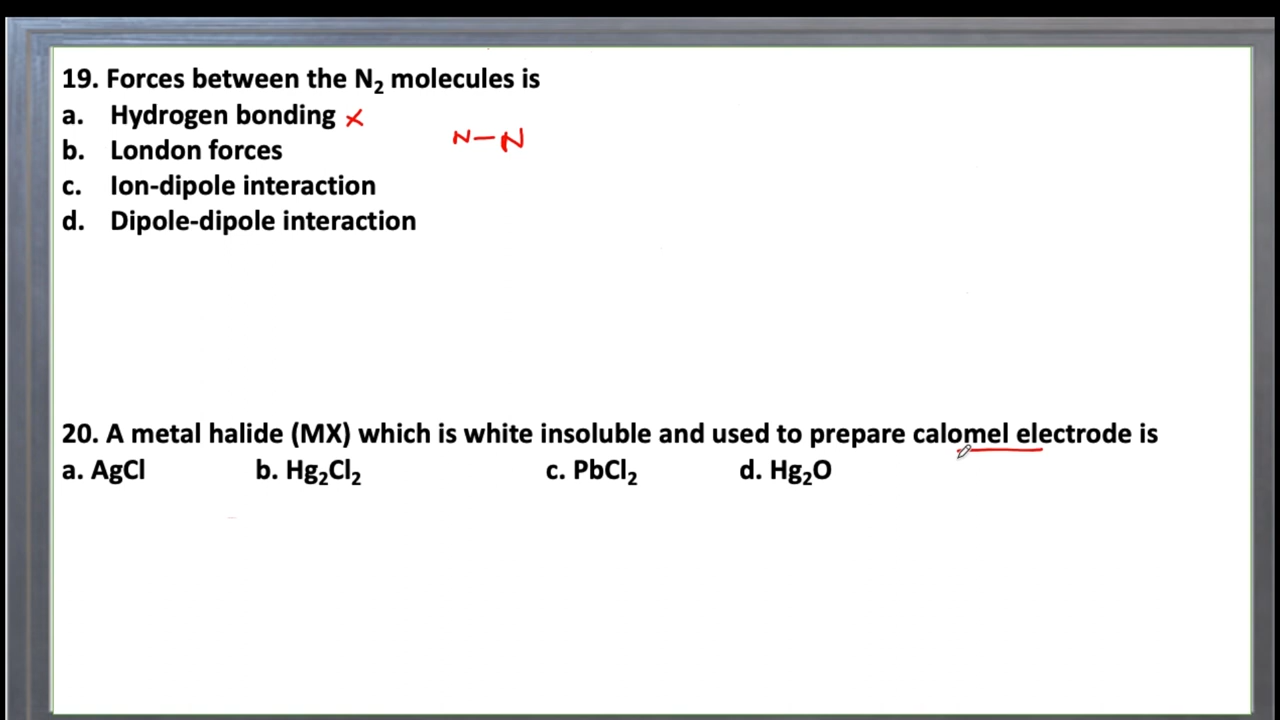 19. Forces between the N₂ molecules is
a. Hydrogen bonding ×
N–N
b. London forces
c. Ion-dipole interaction
d. Dipole-dipole interaction
20. A metal halide (MX) which is white insoluble and used to prepare calomel electrode is
a. AgCl b. Hg₂Cl₂ c. PbCl₂ d. Hg₂O